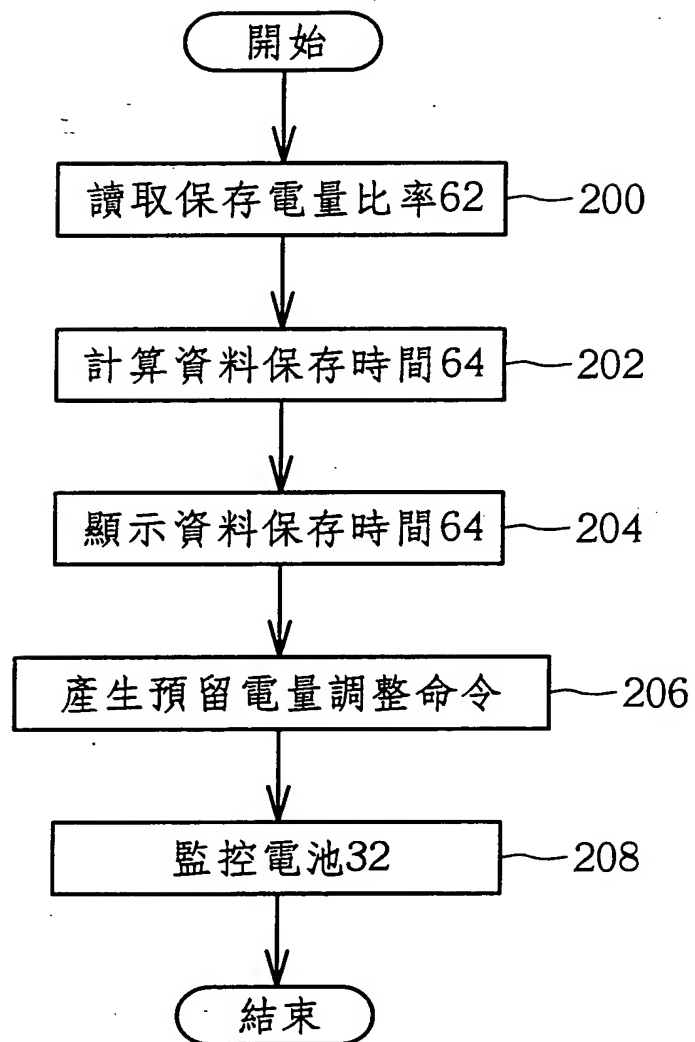 開始
讀取保存電量比率62
200
計算資料保存時間64
202
顯示資料保存時間64
204
產生預留電量調整命令
206
監控電池32
208
結束